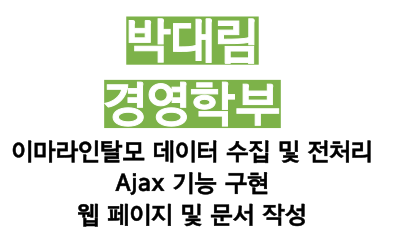 박대림
경영학부
이마라인탈모 데이터 수집 및 전처리
Ajax 기능 구현
웹 페이지 및 문서 작성